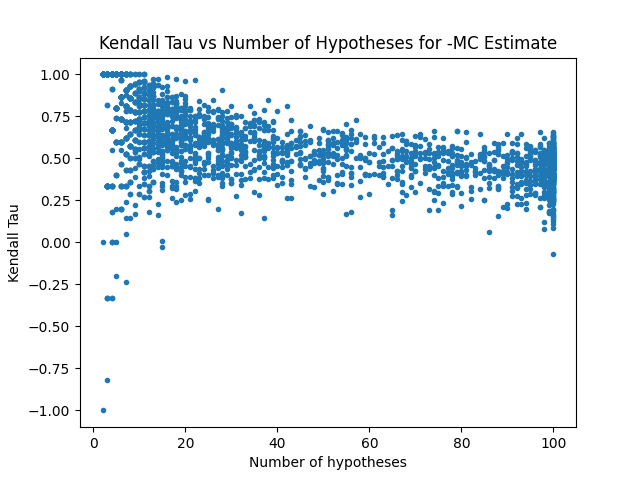 Kendall Tau vs Number of Hypotheses for -MC Estimate
1.00
0.75
0.50
0.25
0.00
−0.25
−0.50
−0.75
−1.00
Kendall Tau
0 20 40 60 80 100
Number of hypotheses